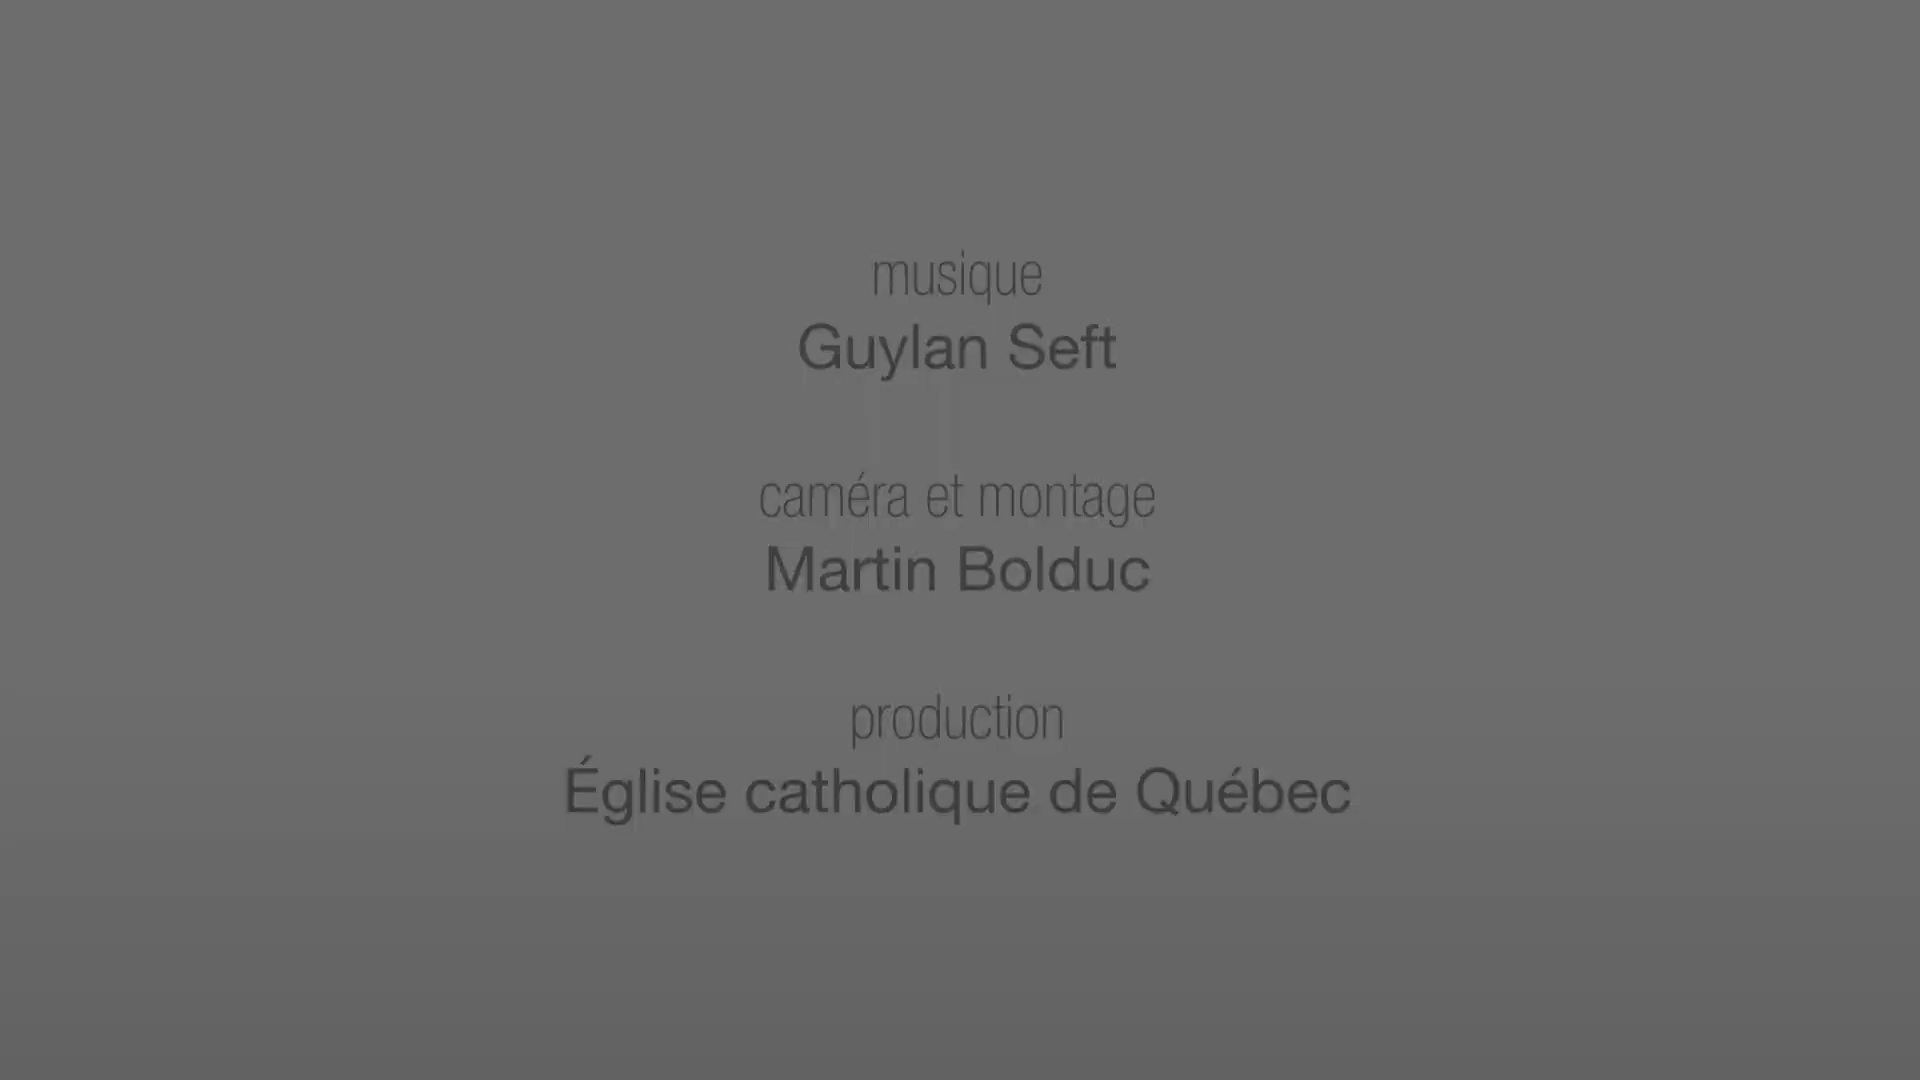 musique
Guylan Seft
caméra et montage
Martin Bolduc
production
Église catholique de Québec